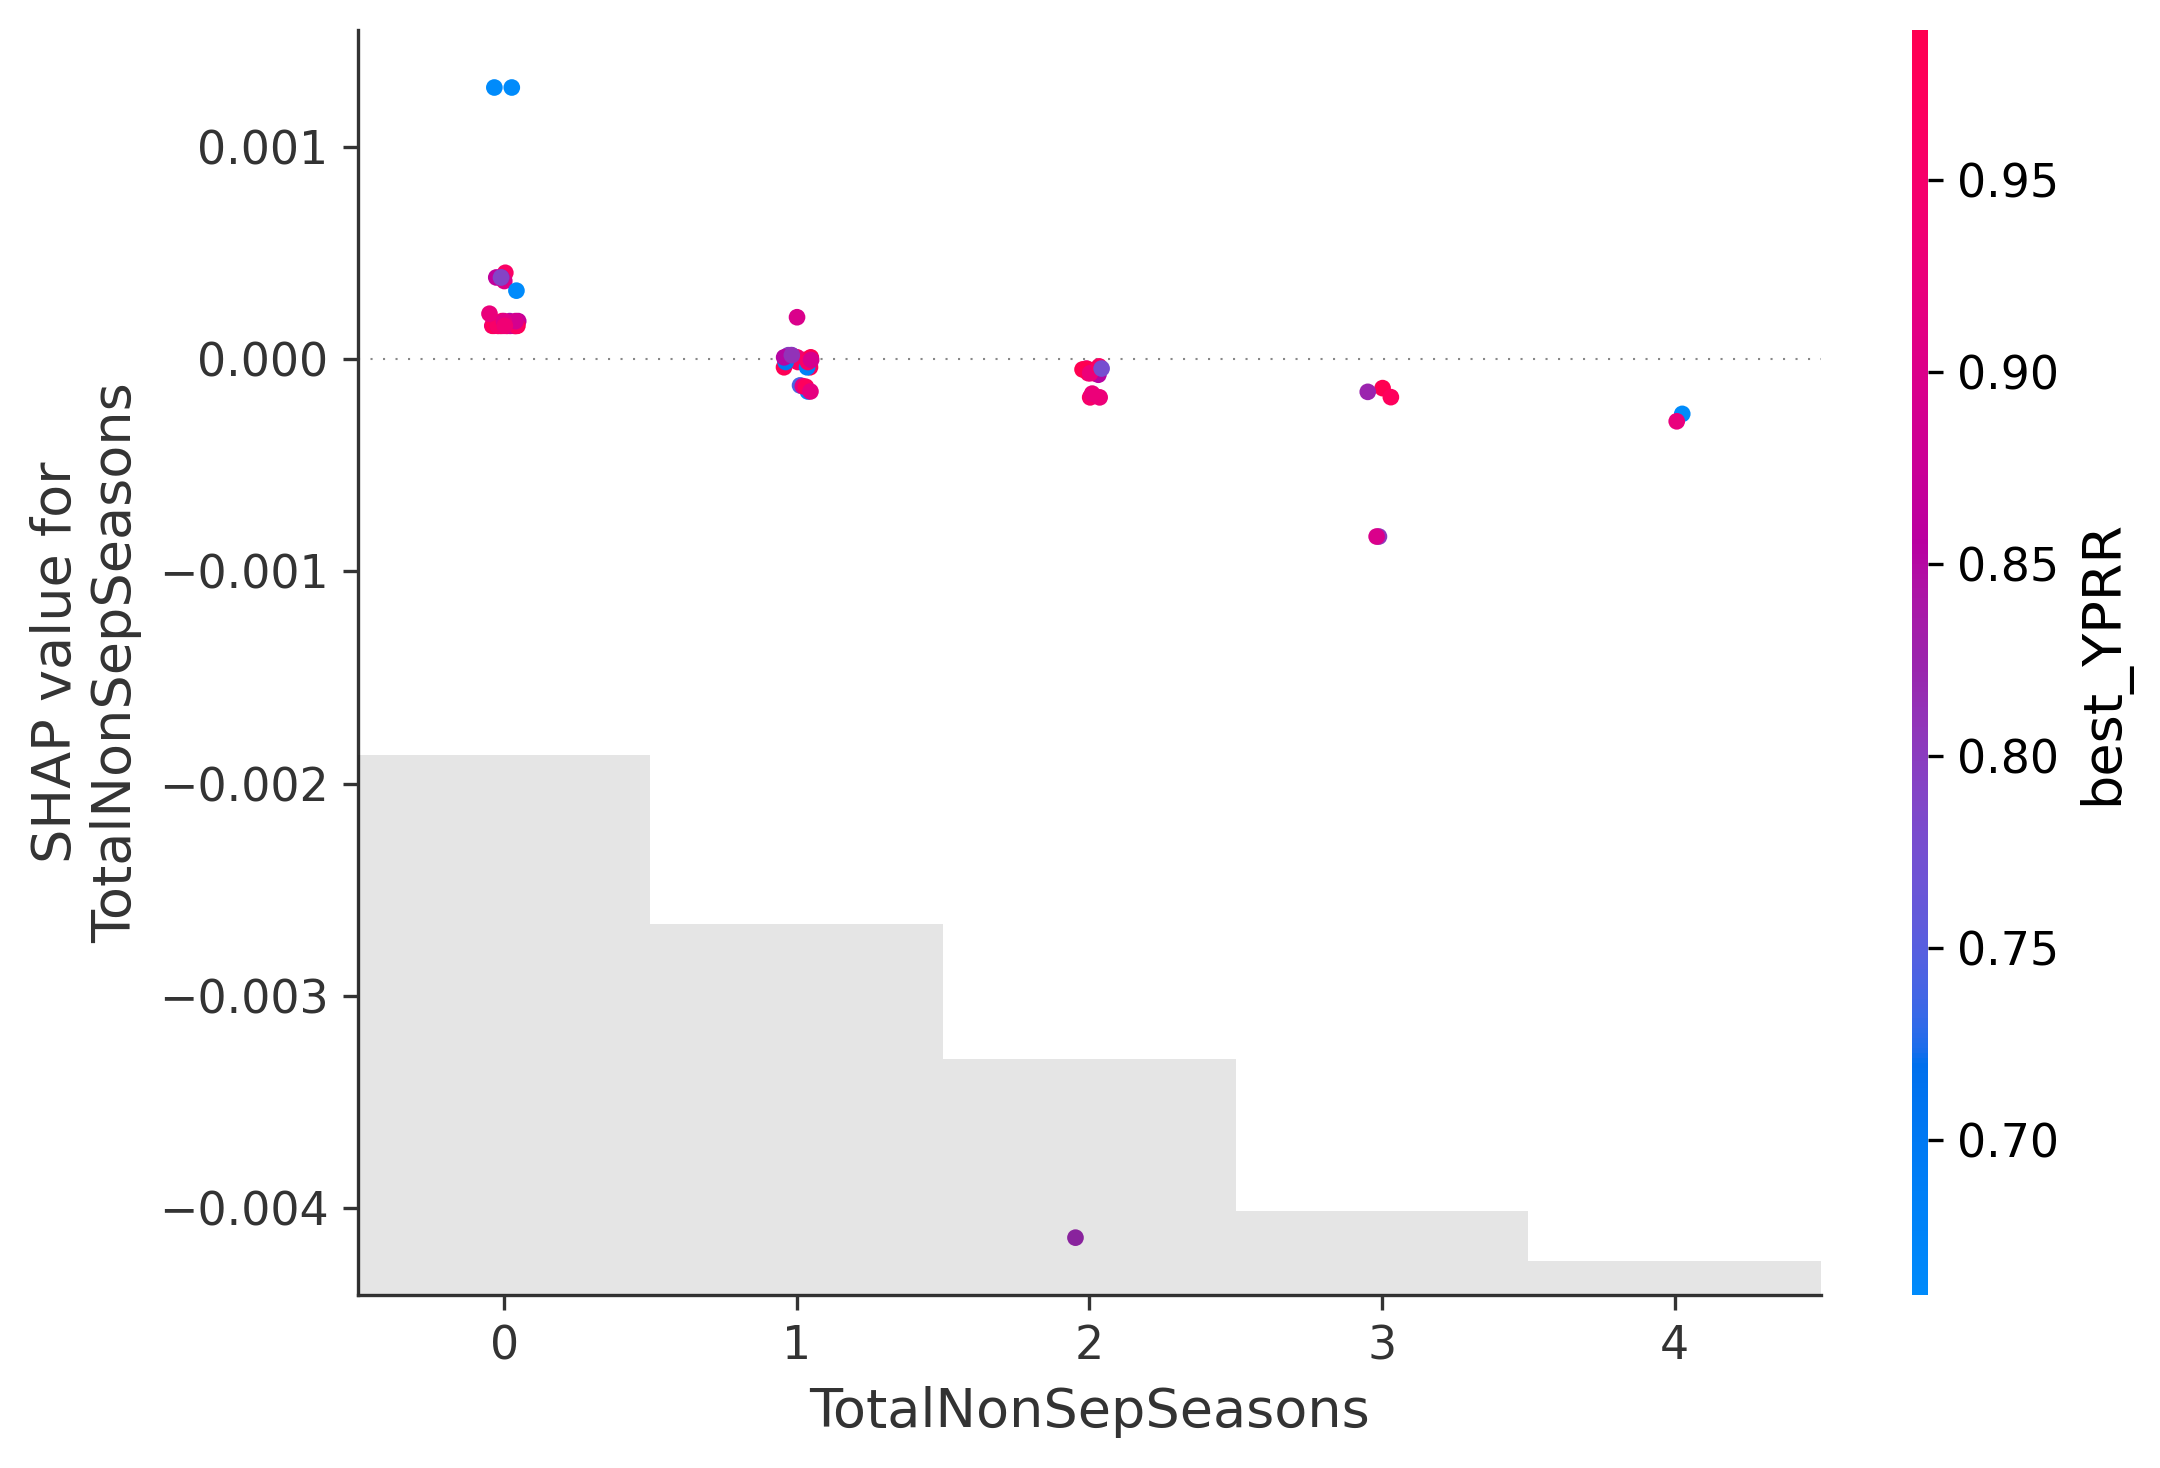 0.001
0.000
−0.001
−0.002
−0.003
−0.004
SHAP value for
TotalNonSepSeasons
0 1 2 3 4
TotalNonSepSeasons
0.95
0.90
0.85
0.80
0.75
0.70
best_YPRR